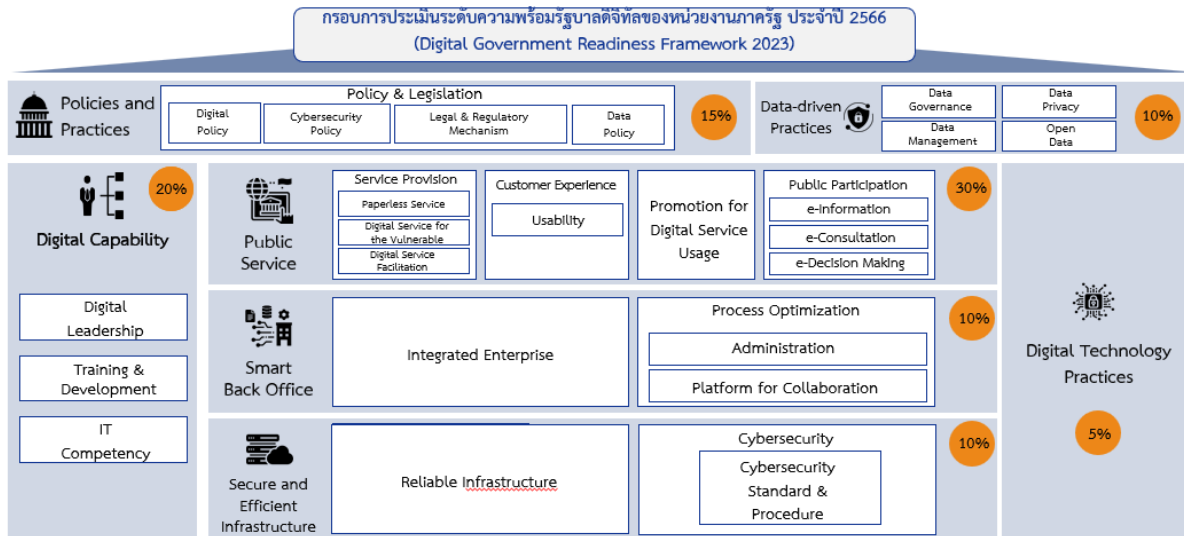 กรอบการประเมินระดับความพร้อมรัฐบาลดิจิทัลของหน่วยงานภาครัฐ ประจำปี 2566
(Digital Government Readiness Framework 2023)
Policies and
Practices
Policy & Legislation
Digital
Policy
Cybersecurity
Policy
Legal & Regulatory
Mechanism
Data
Policy
15%
Data-driven
Practices
Data
Governance
Data
Privacy
Data
Management
Open
Data
10%
20%
Digital Capability
Digital
Leadership
Training &
Development
IT
Competency
Public
Service
Service Provision
Paperless Service
Digital Service for
the Vulnerable
Digital Service
Facilitation
Customer Experience
Usability
Promotion for
Digital Service
Usage
Public Participation
e-Information
e-Consultation
e-Decision Making
30%
Smart
Back Office
Integrated Enterprise
Process Optimization
Administration
Platform for Collaboration
10%
Secure and
Efficient
Infrastructure
Reliable Infrastructure
Cybersecurity
Cybersecurity
Standard &
Procedure
10%
Digital Technology
Practices
5%